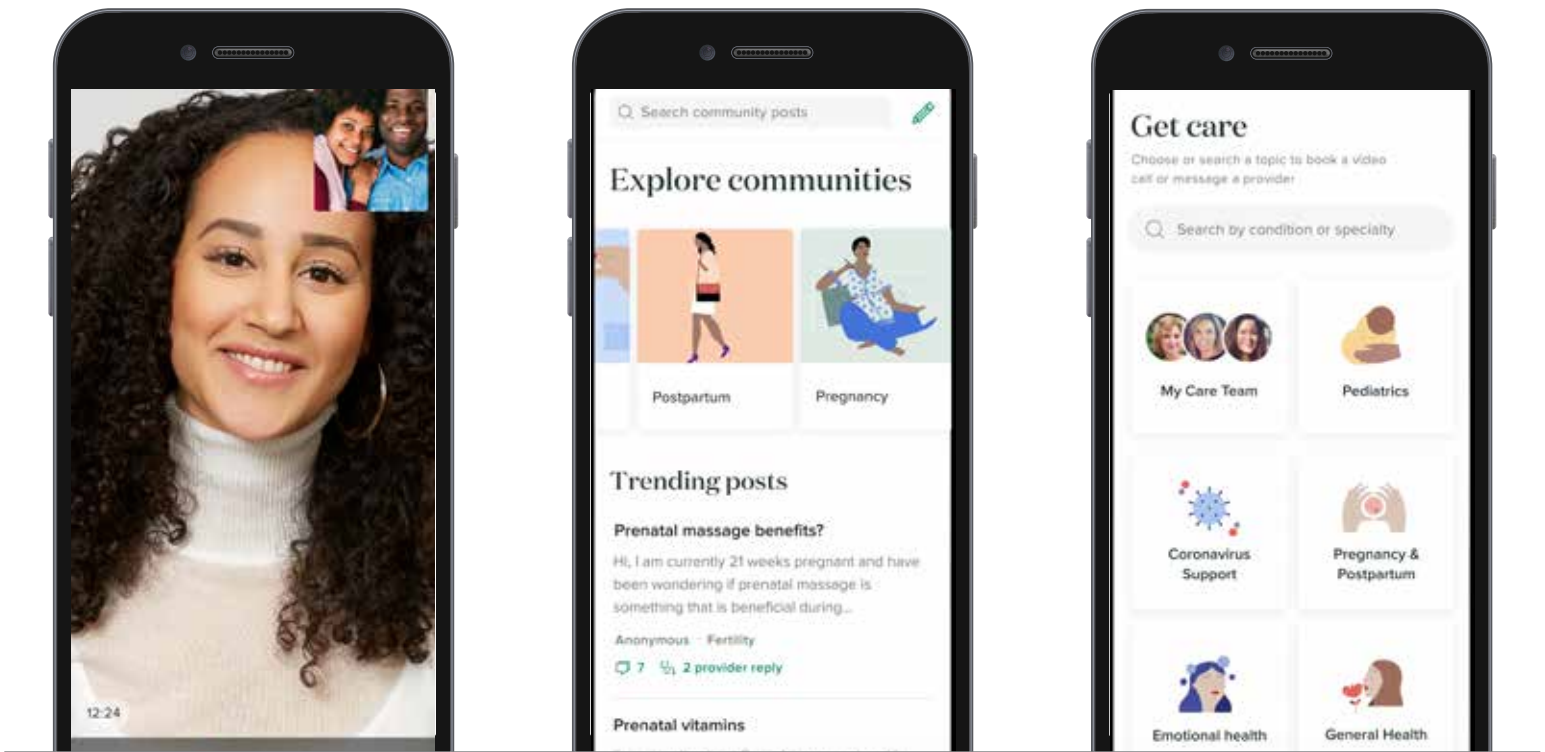 12:24
Search community posts
Explore communities
Postpartum
Pregnancy
Trending posts
Prenatal massage benefits?
Hi, I am currently 21 weeks pregnant and have
been wondering if prenatal massage is
something that is beneficial during...
Anonymous · Fertility
7 2 provider reply
Prenatal vitamins
Get care
Choose or search a topic to book a video
call or message a provider
Search by condition or specialty
My Care Team
Pediatrics
Coronavirus
Support
Pregnancy &
Postpartum
Emotional health
General Health